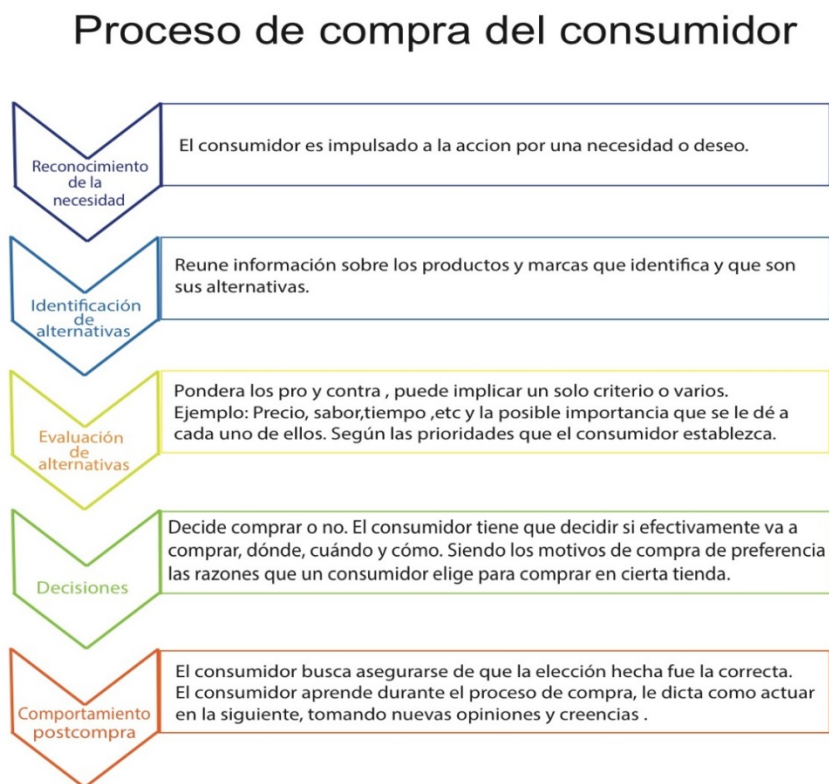 Proceso de compra del consumidor
Reconocimiento
de la
necesidad
El consumidor es impulsado a la accion por una necesidad o deseo.
Identificación
de
alternativas
Reune información sobre los productos y marcas que identifica y que son
sus alternativas.
Evaluación
de
alternativas
Pondera los pro y contra , puede implicar un solo criterio o varios.
Ejemplo: Precio, sabor,tiempo ,etc y la posible importancia que se le dé a
cada uno de ellos. Según las prioridades que el consumidor establezca.
Decisiones
Decide comprar o no. El consumidor tiene que decidir si efectivamente va a
comprar, dónde, cuándo y cómo. Siendo los motivos de compra de preferencia
las razones que un consumidor elige para comprar en cierta tienda.
Comportamiento
postcompra
El consumidor busca asegurarse de que la elección hecha fue la correcta.
El consumidor aprende durante el proceso de compra, le dicta como actuar
en la siguiente, tomando nuevas opiniones y creencias .